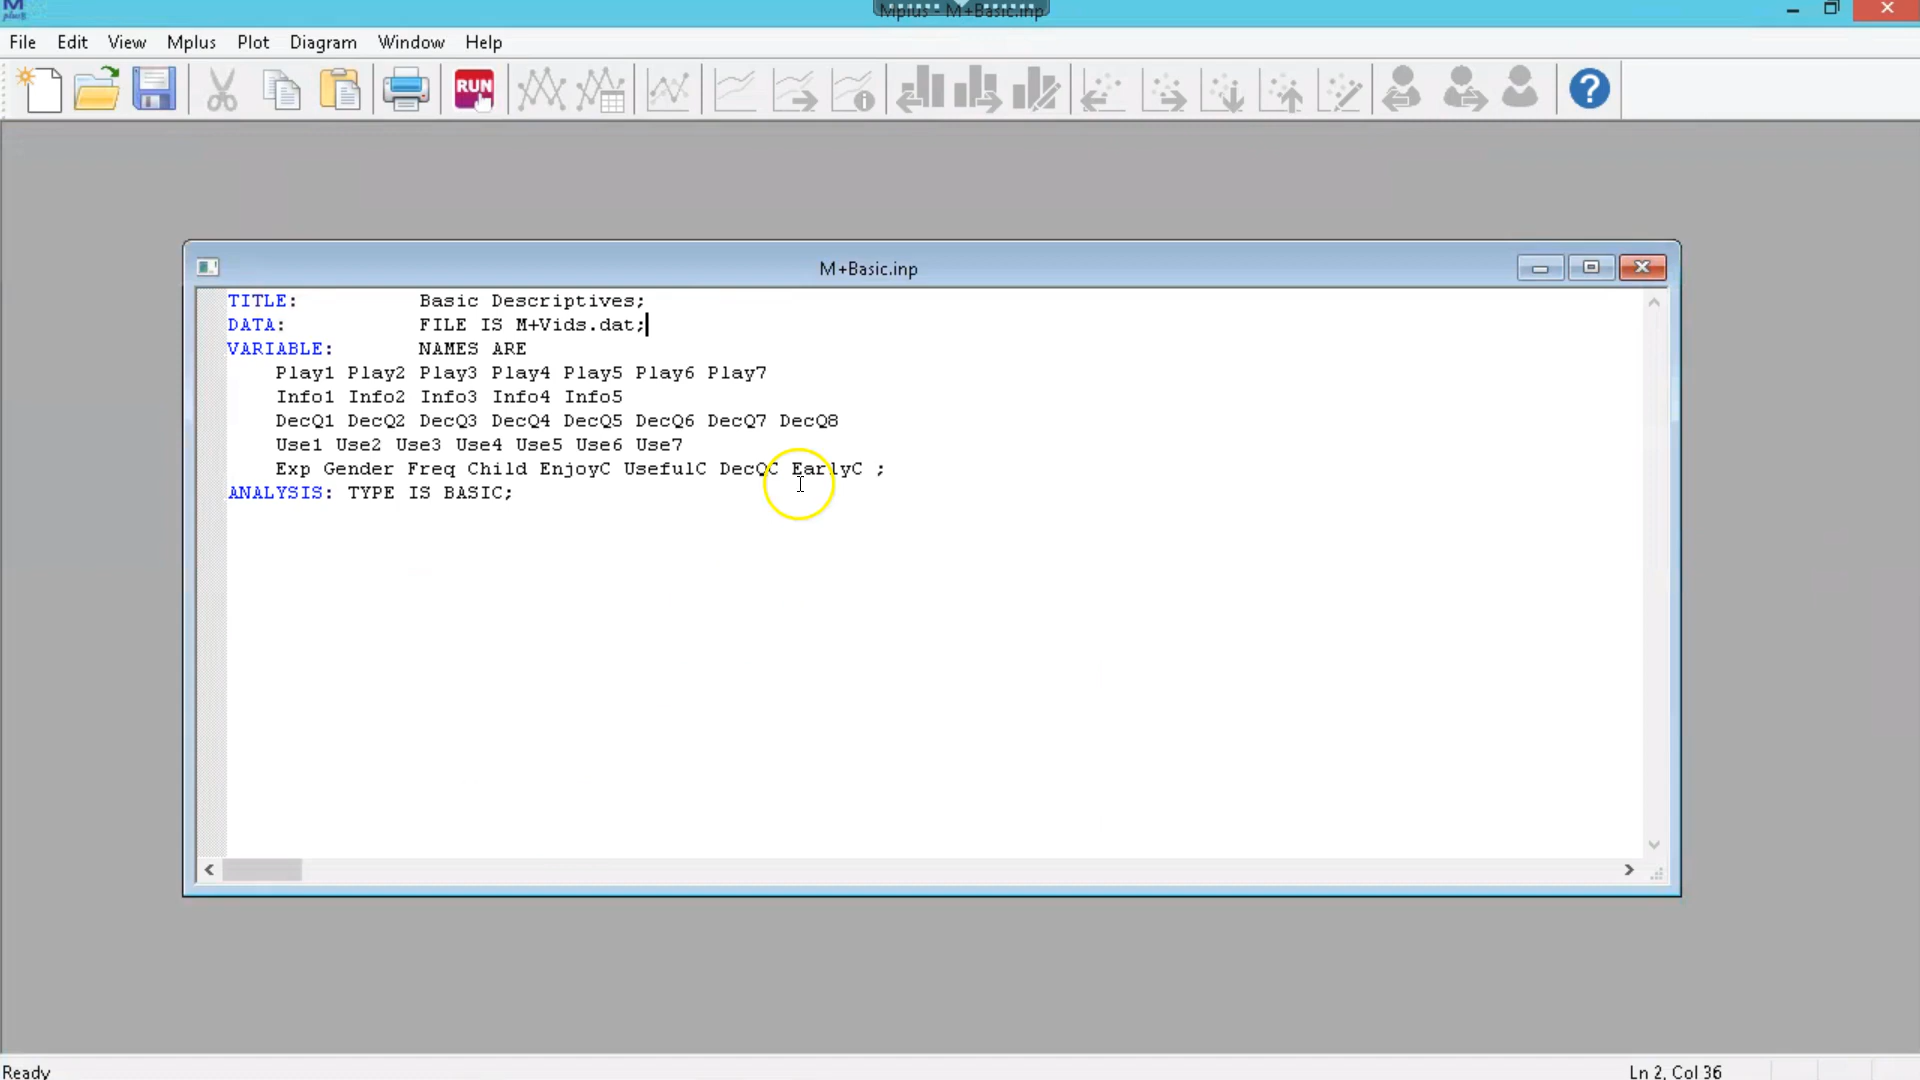 Mplus - M+Basic.inp
File Edit View Mplus Plot Diagram Window Help
RUN
?
M+Basic.inp
TITLE: Basic Descriptives;
DATA: FILE IS M+Vids.dat;
VARIABLE: NAMES ARE
Play1 Play2 Play3 Play4 Play5 Play6 Play7
Info1 Info2 Info3 Info4 Info5
DecQ1 DecQ2 DecQ3 DecQ4 DecQ5 DecQ6 DecQ7 DecQ8
Use1 Use2 Use3 Use4 Use5 Use6 Use7
Exp Gender Freq Child EnjoyC UsefulC DecQC EarlyC ;
ANALYSIS: TYPE IS BASIC;
Ready
Ln 2, Col 36